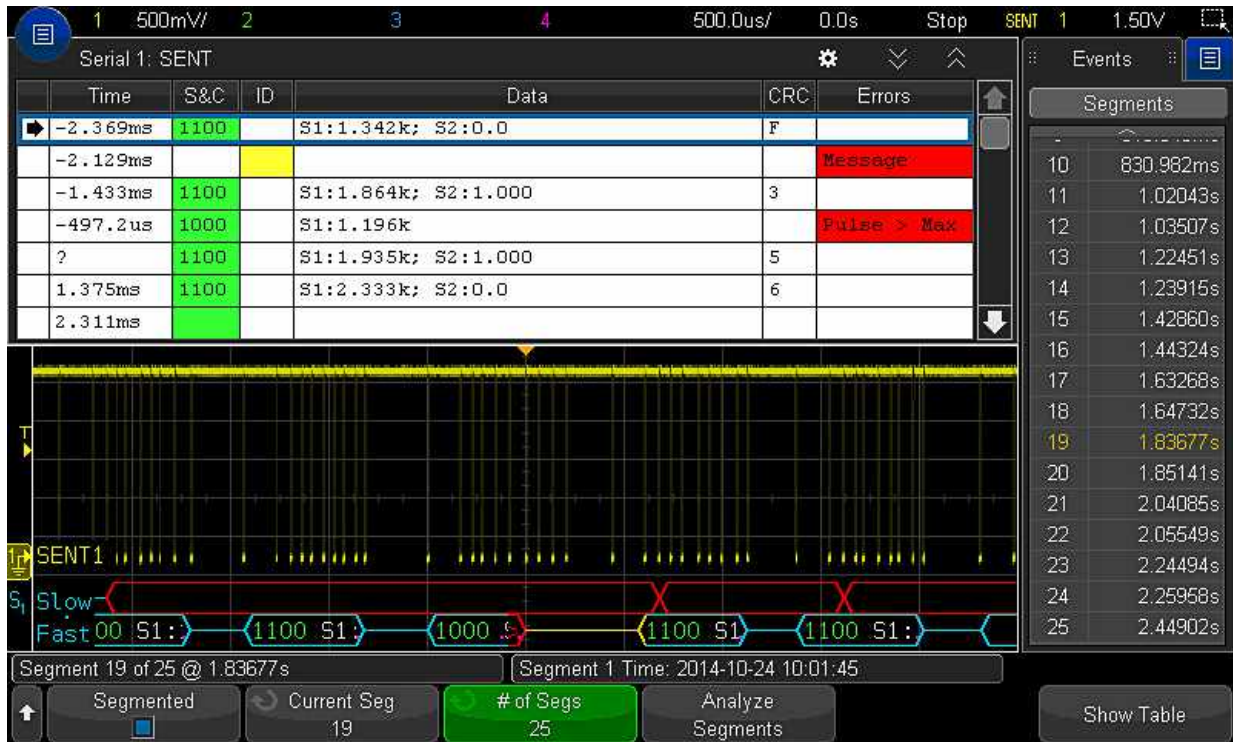 1 500mV/ 2 3 4 500.0us/ 0.0s Stop SENT 1 1.50V
Serial 1: SENT
Time S&C ID Data CRC Errors
-2.369ms 1100 S1:1.342k; S2:0.0 F
-2.129ms Message
-1.433ms 1100 S1:1.864k; S2:1.000 3
-497.2us 1000 S1:1.196k Pulse > Max
? 1100 S1:1.935k; S2:1.000 5
1.375ms 1100 S1:2.333k; S2:0.0 6
2.311ms
Events
Segments
10 830.982ms
11 1.02043s
12 1.03507s
13 1.22451s
14 1.23915s
15 1.42860s
16 1.44324s
17 1.63268s
18 1.64732s
19 1.83677s
20 1.85141s
21 2.04085s
22 2.05549s
23 2.24494s
24 2.25958s
25 2.44902s
T
SENT1
S1 Slow
Fast 00 S1: 1100 S1: 1000 S 1100 S1 1100 S1:
Segment 19 of 25 @ 1.83677s
Segment 1 Time: 2014-10-24 10:01:45
Segmented
Current Seg
19
# of Segs
25
Analyze
Segments
Show Table